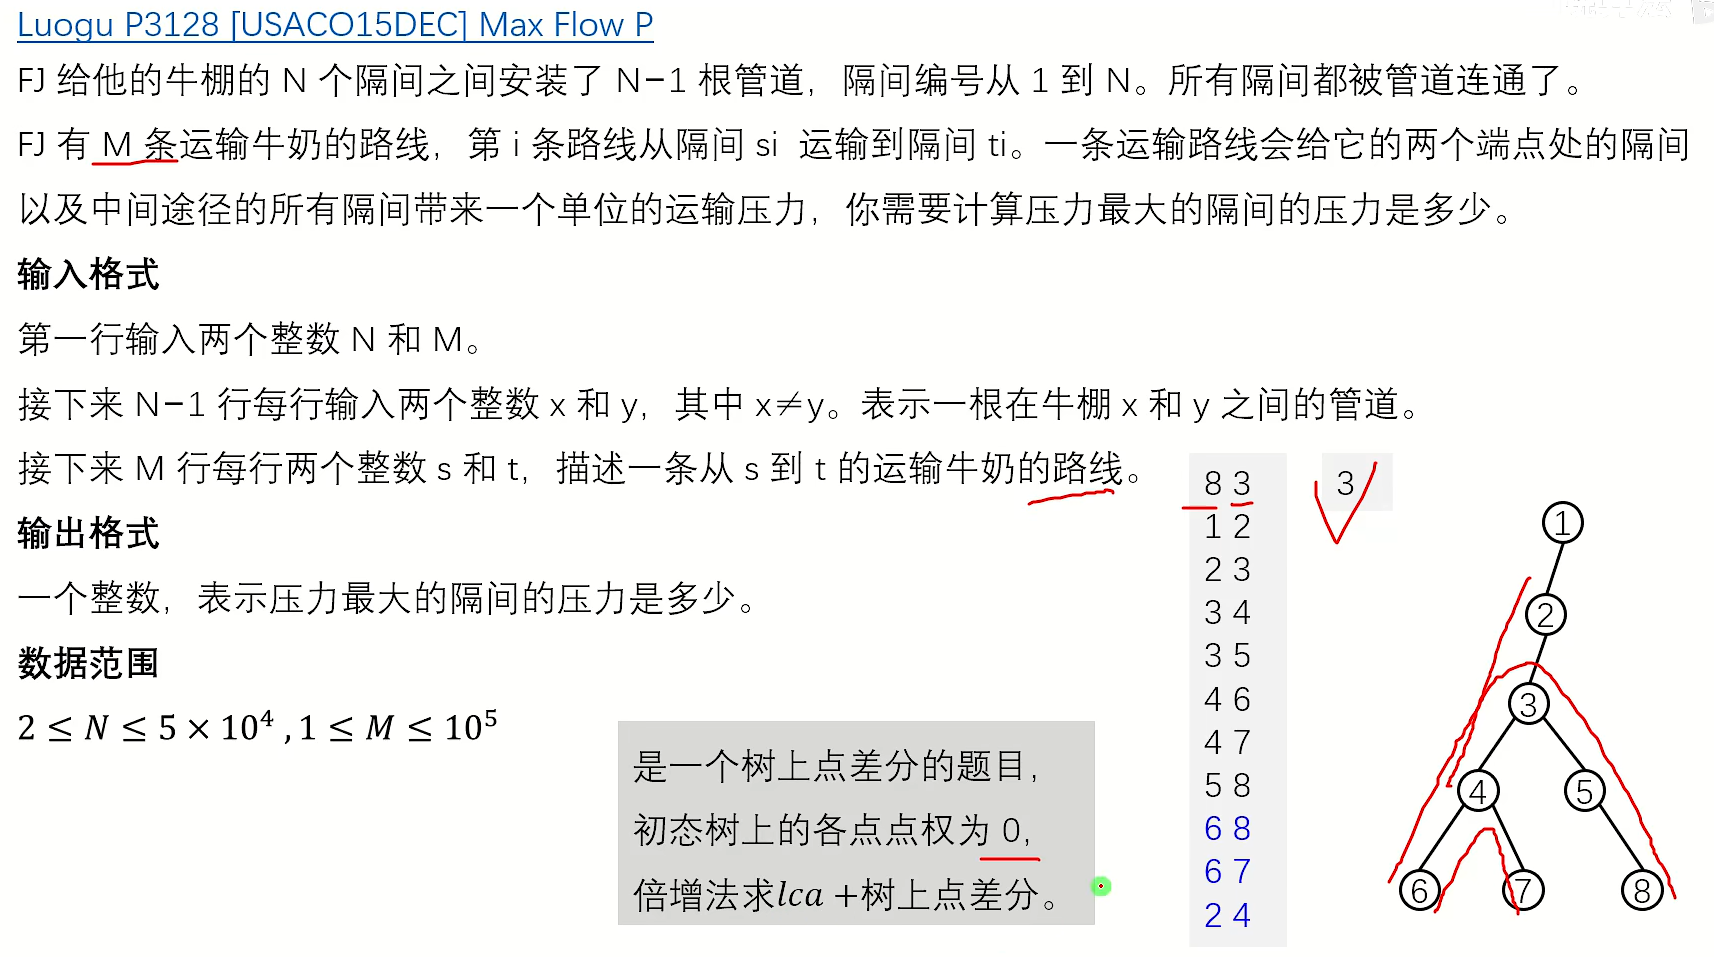 Luogu P3128 [USACO15DEC] Max Flow P
FJ 给他的牛棚的 N 个隔间之间安装了 N−1 根管道，隔间编号从 1 到 N。所有隔间都被管道连通了。
FJ 有 M 条运输牛奶的路线，第 i 条路线从隔间 si 运输到隔间 ti。一条运输路线会给它的两个端点处的隔间
以及中间途径的所有隔间带来一个单位的运输压力，你需要计算压力最大的隔间的压力是多少。
输入格式
第一行输入两个整数 N 和 M。
接下来 N−1 行每行输入两个整数 x 和 y，其中 x≠y。表示一根在牛棚 x 和 y 之间的管道。
接下来 M 行每行两个整数 s 和 t，描述一条从 s 到 t 的运输牛奶的路线。
输出格式
一个整数，表示压力最大的隔间的压力是多少。
数据范围
2 ≤ N ≤ 5 × 10⁴ , 1 ≤ M ≤ 10⁵
是一个树上点差分的题目，
初态树上的各点点权为 0，
倍增法求lca +树上点差分。
8 3
1 2
2 3
3 4
3 5
4 6
4 7
5 8
6 8
6 7
2 4
3
1
2
3
4 5
6 7 8